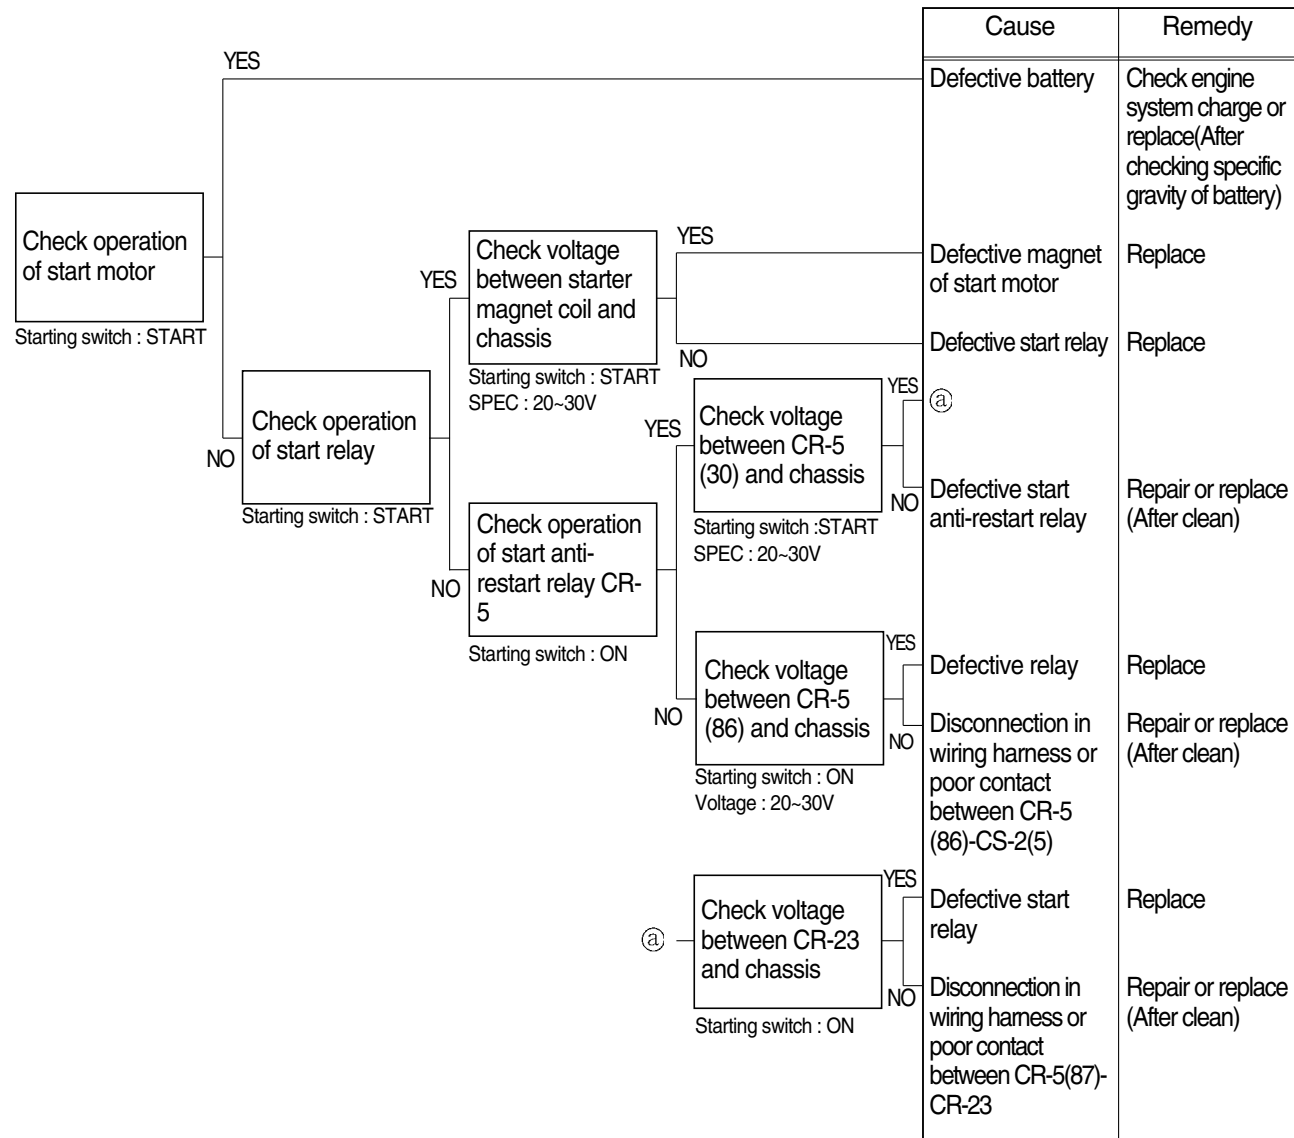 Cause
Remedy
YES
Defective battery
Check engine
system charge or
replace(After
checking specific
gravity of battery)
Check operation
of start motor
Starting switch : START
NO
Check operation
of start relay
Starting switch : START
YES
Check voltage
between starter
magnet coil and
chassis
Starting switch : START
SPEC : 20~30V
YES
Defective magnet
of start motor
Replace
NO
Defective start relay
Replace
NO
Check operation
of start anti-
restart relay CR-
5
Starting switch : ON
YES
Check voltage
between CR-5
(30) and chassis
Starting switch :START
SPEC : 20~30V
YES
ⓐ
NO
Defective start
anti-restart relay
Repair or replace
(After clean)
NO
Check voltage
between CR-5
(86) and chassis
Starting switch : ON
Voltage : 20~30V
YES
Defective relay
Replace
NO
Disconnection in
wiring harness or
poor contact
between CR-5
(86)-CS-2(5)
Repair or replace
(After clean)
ⓐ
Check voltage
between CR-23
and chassis
Starting switch : ON
YES
Defective start
relay
Replace
NO
Disconnection in
wiring harness or
poor contact
between CR-5(87)-
CR-23
Repair or replace
(After clean)